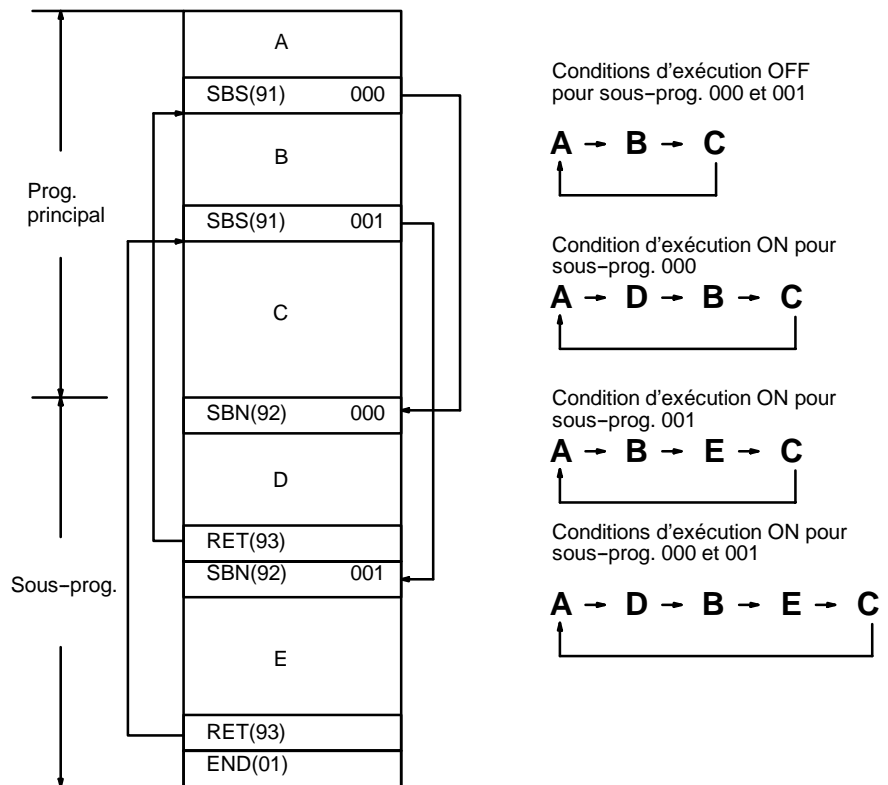 A
SBS(91) 000
B
Prog.
principal
SBS(91) 001
C
SBN(92) 000
D
RET(93)
SBN(92) 001
Sous-prog.
E
RET(93)
END(01)
Conditions d'exécution OFF
pour sous-prog. 000 et 001
A → B → C
Condition d'exécution ON pour
sous-prog. 000
A → D → B → C
Condition d'exécution ON pour
sous-prog. 001
A → B → E → C
Conditions d'exécution ON pour
sous-prog. 000 et 001
A → D → B → E → C